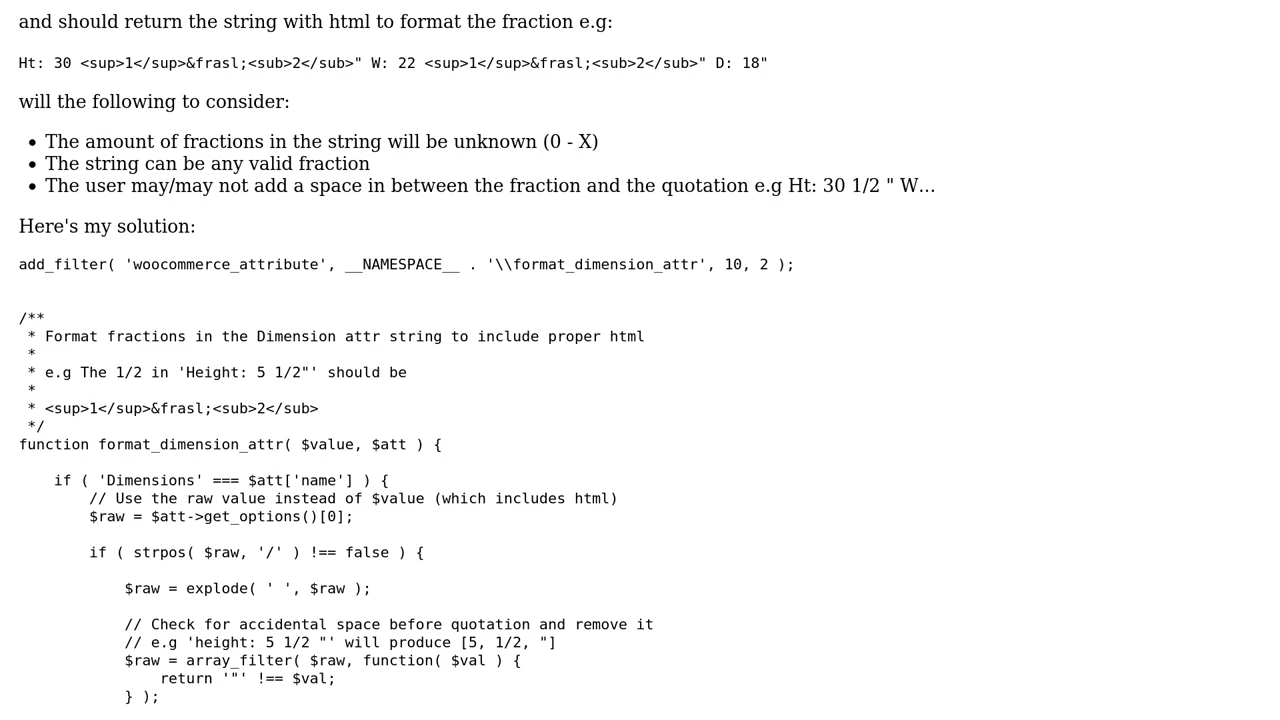 and should return the string with html to format the fraction e.g:
Ht: 30 <sup>1</sup>&frasl;<sub>2</sub>" W: 22 <sup>1</sup>&frasl;<sub>2</sub>" D: 18"
will the following to consider:
• The amount of fractions in the string will be unknown (0 - X)
• The string can be any valid fraction
• The user may/may not add a space in between the fraction and the quotation e.g Ht: 30 1/2 " W...
Here's my solution:
add_filter( 'woocommerce_attribute', __NAMESPACE__ . '\\format_dimension_attr', 10, 2 );
/**
 * Format fractions in the Dimension attr string to include proper html
 *
 * e.g The 1/2 in 'Height: 5 1/2"' should be
 *
 * <sup>1</sup>&frasl;<sub>2</sub>
 */
function format_dimension_attr( $value, $att ) {
    if ( 'Dimensions' === $att['name'] ) {
        // Use the raw value instead of $value (which includes html)
        $raw = $att->get_options()[0];
        if ( strpos( $raw, '/' ) !== false ) {
            $raw = explode( ' ', $raw );
            // Check for accidental space before quotation and remove it
            // e.g 'height: 5 1/2 "' will produce [5, 1/2, "]
            $raw = array_filter( $raw, function( $val ) {
                return '"' !== $val;
            } );